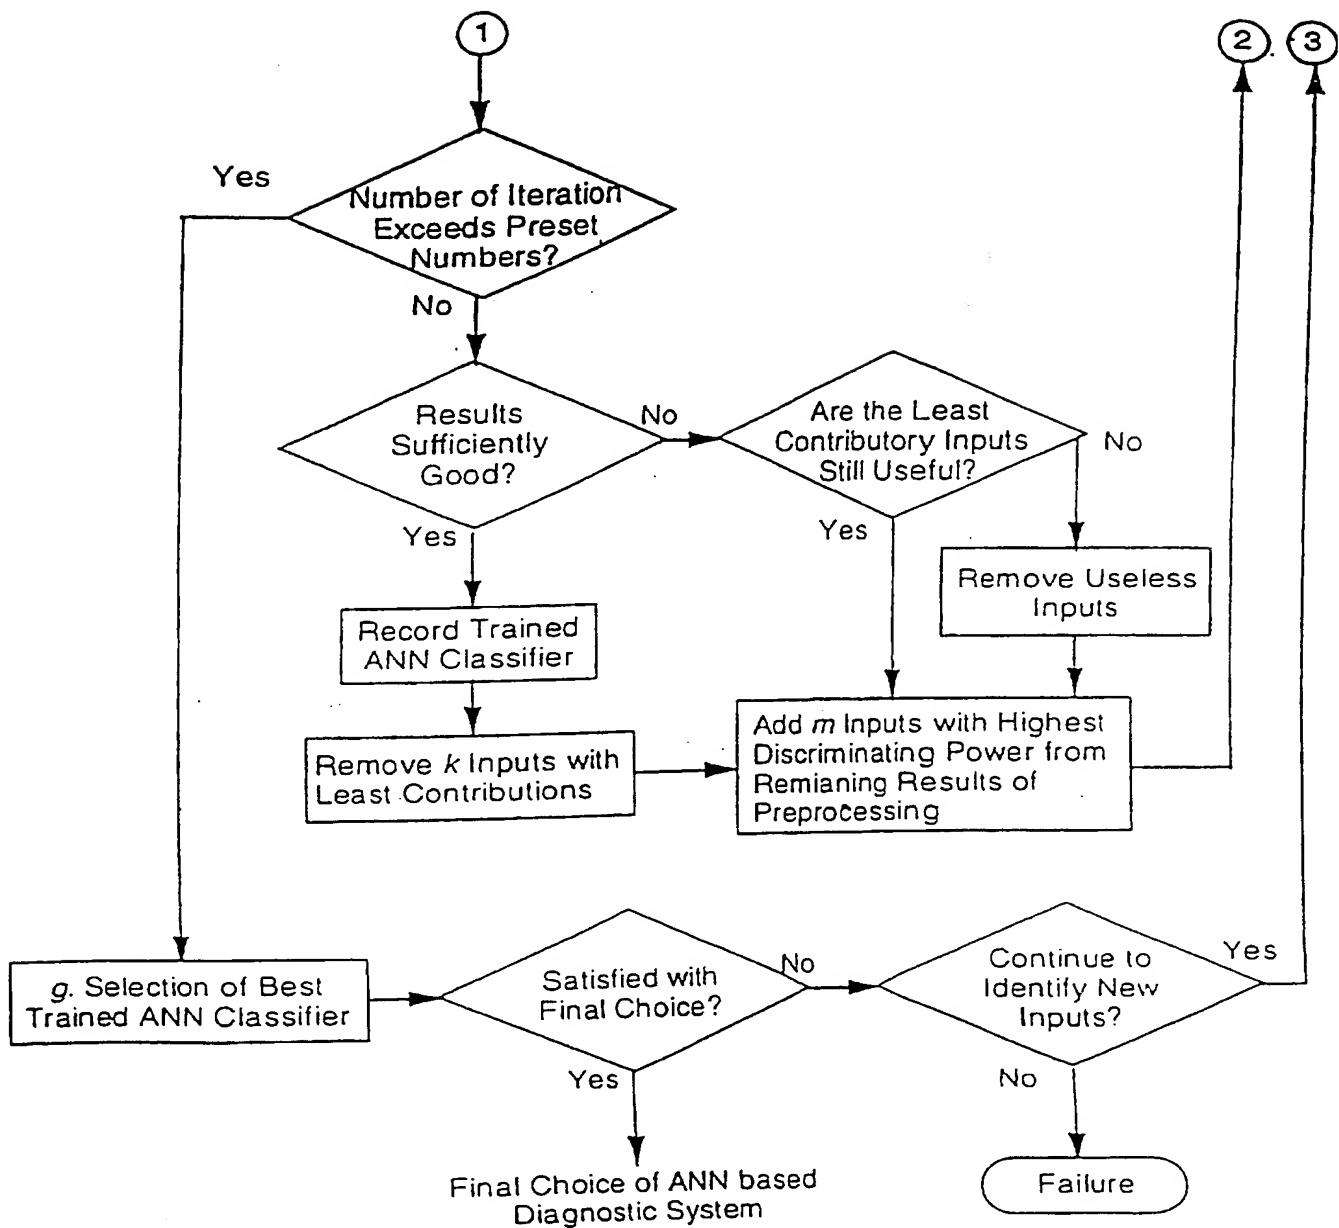 1
2
3
Yes
Number of Iteration
Exceeds Preset
Numbers?
No
Results
Sufficiently
Good?
No
Are the Least
Contributory Inputs
Still Useful?
No
Yes
Yes
Remove Useless
Inputs
Record Trained
ANN Classifier
Remove k Inputs with
Least Contributions
Add m Inputs with Highest
Discriminating Power from
Remianing Results of
Preprocessing
g. Selection of Best
Trained ANN Classifier
Satisfied with
Final Choice?
No
Continue to
Identify New
Inputs?
Yes
Yes
No
Final Choice of ANN based
Diagnostic System
Failure